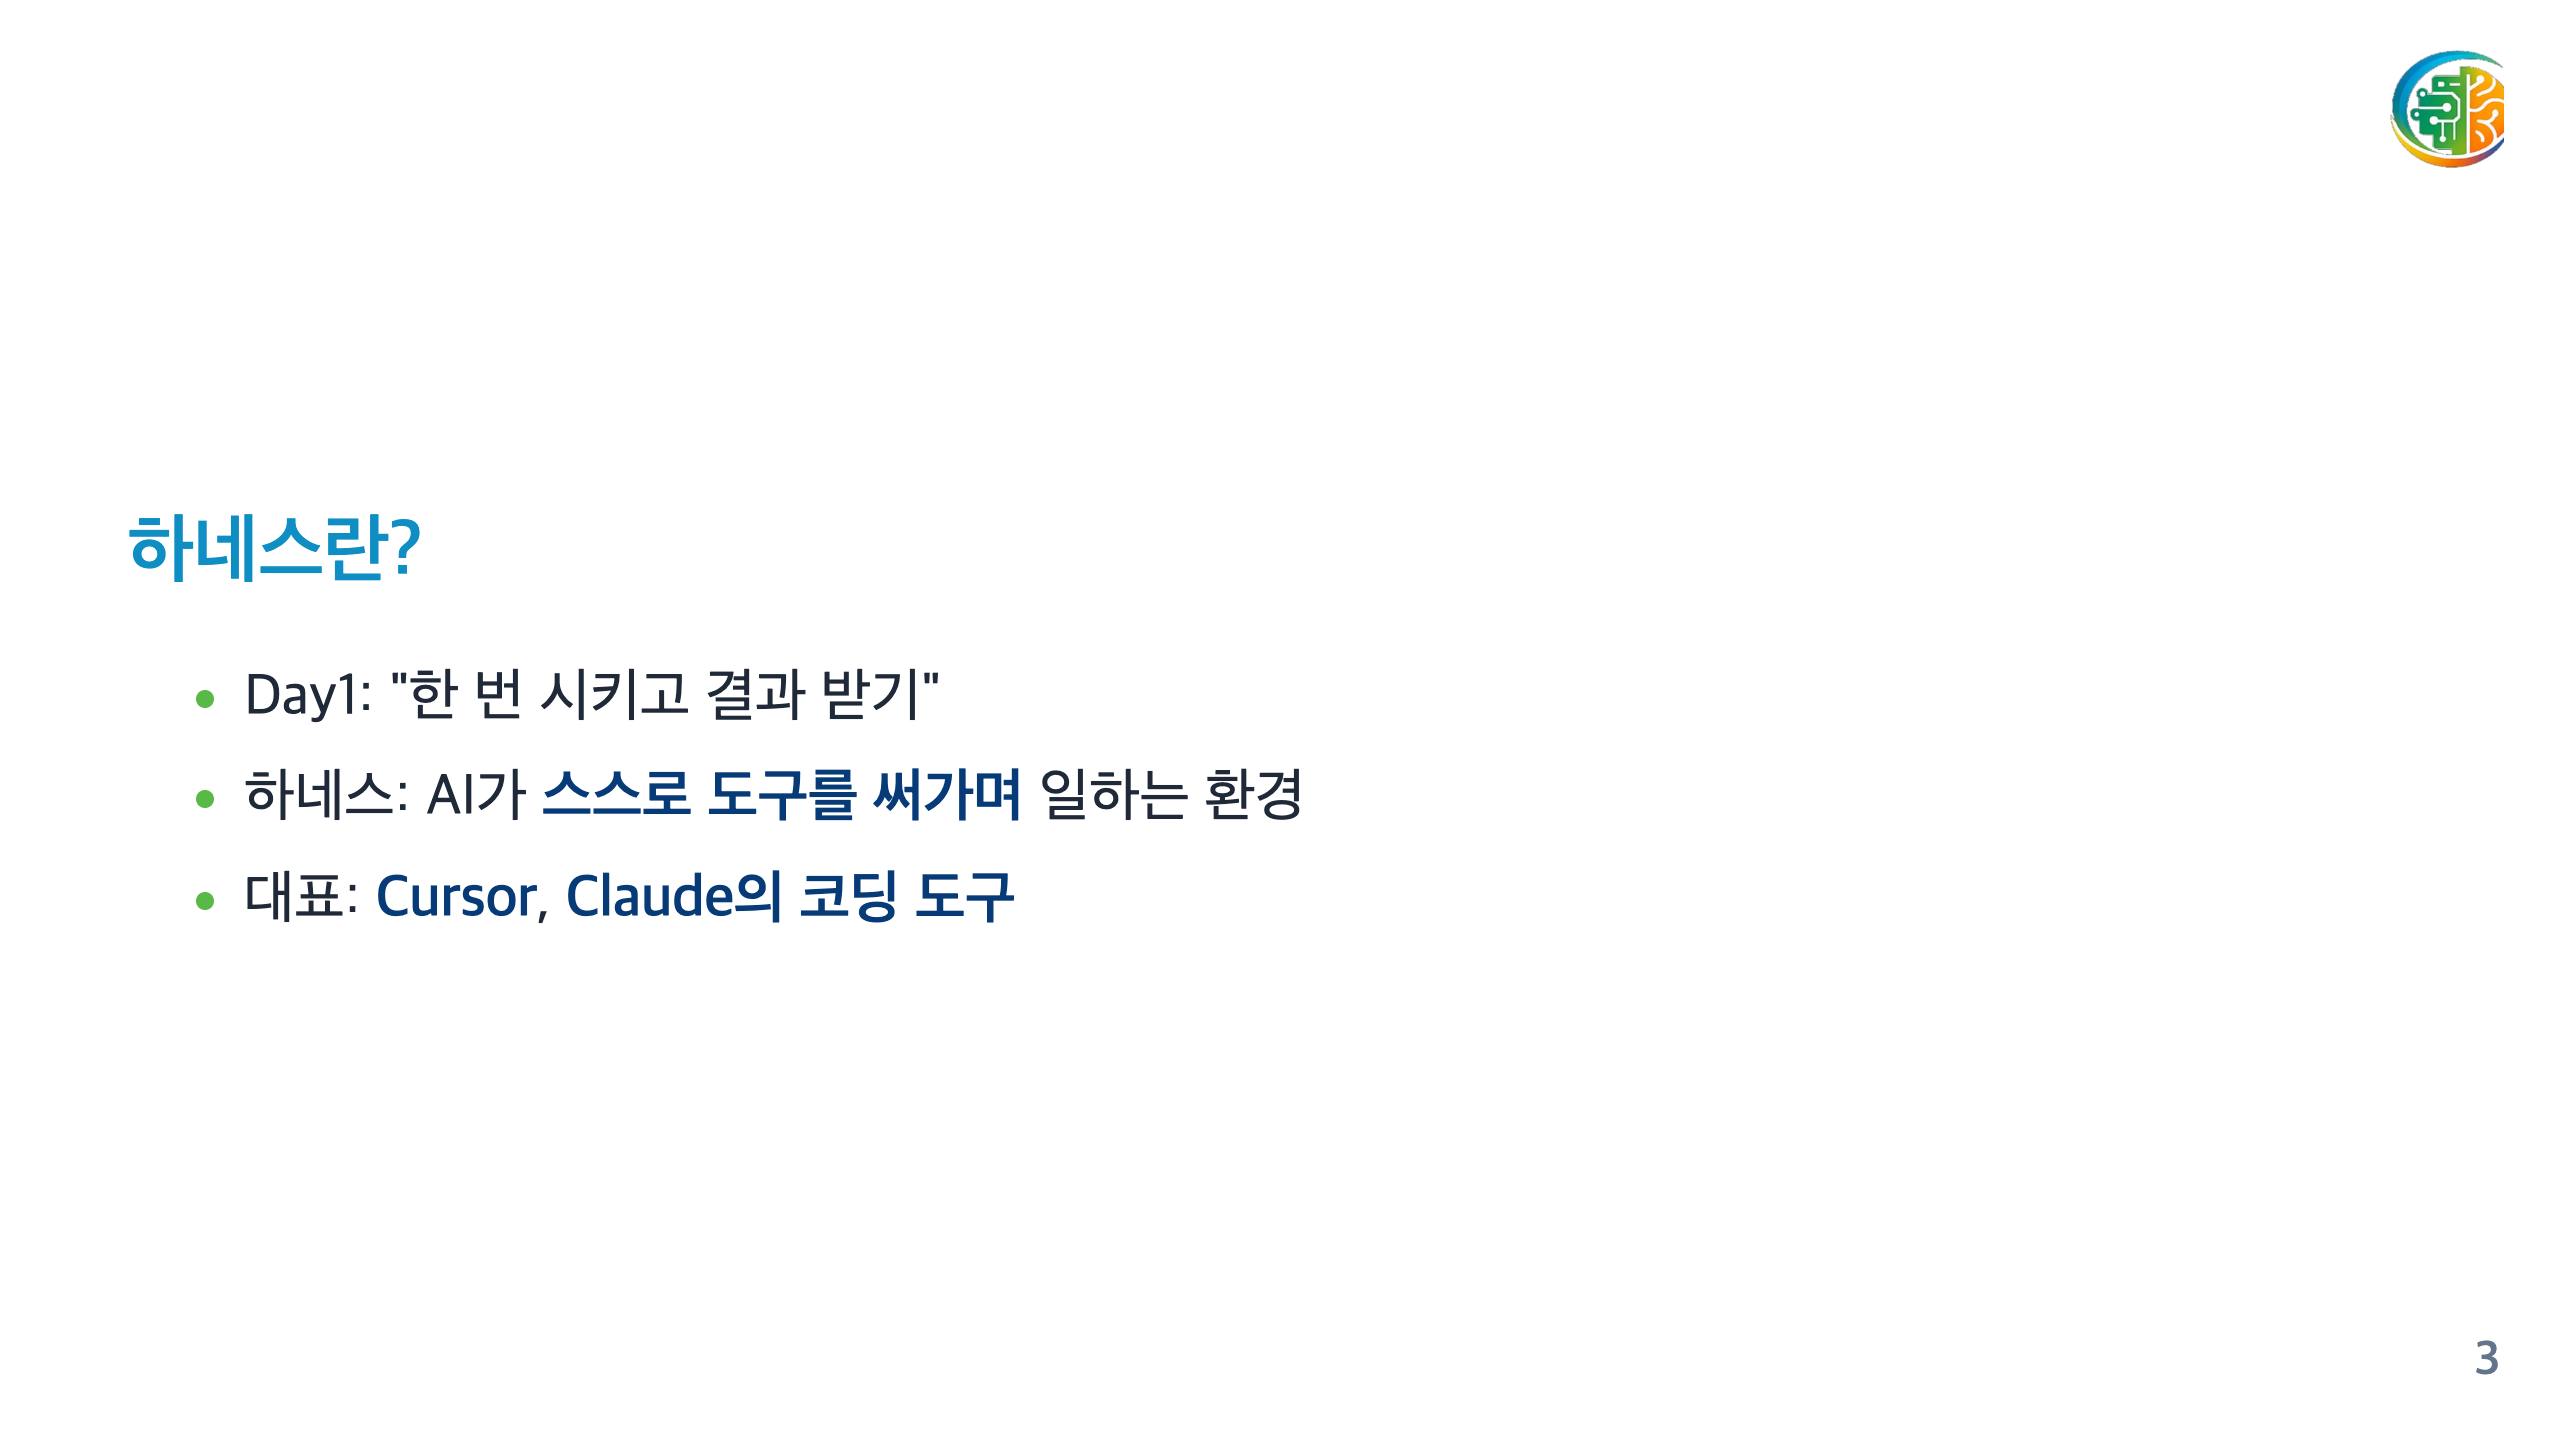 하네스란?
Day1: "한 번 시키고 결과 받기"
하네스: AI가 스스로 도구를 써가며 일하는 환경
대표: Cursor, Claude의 코딩 도구
3